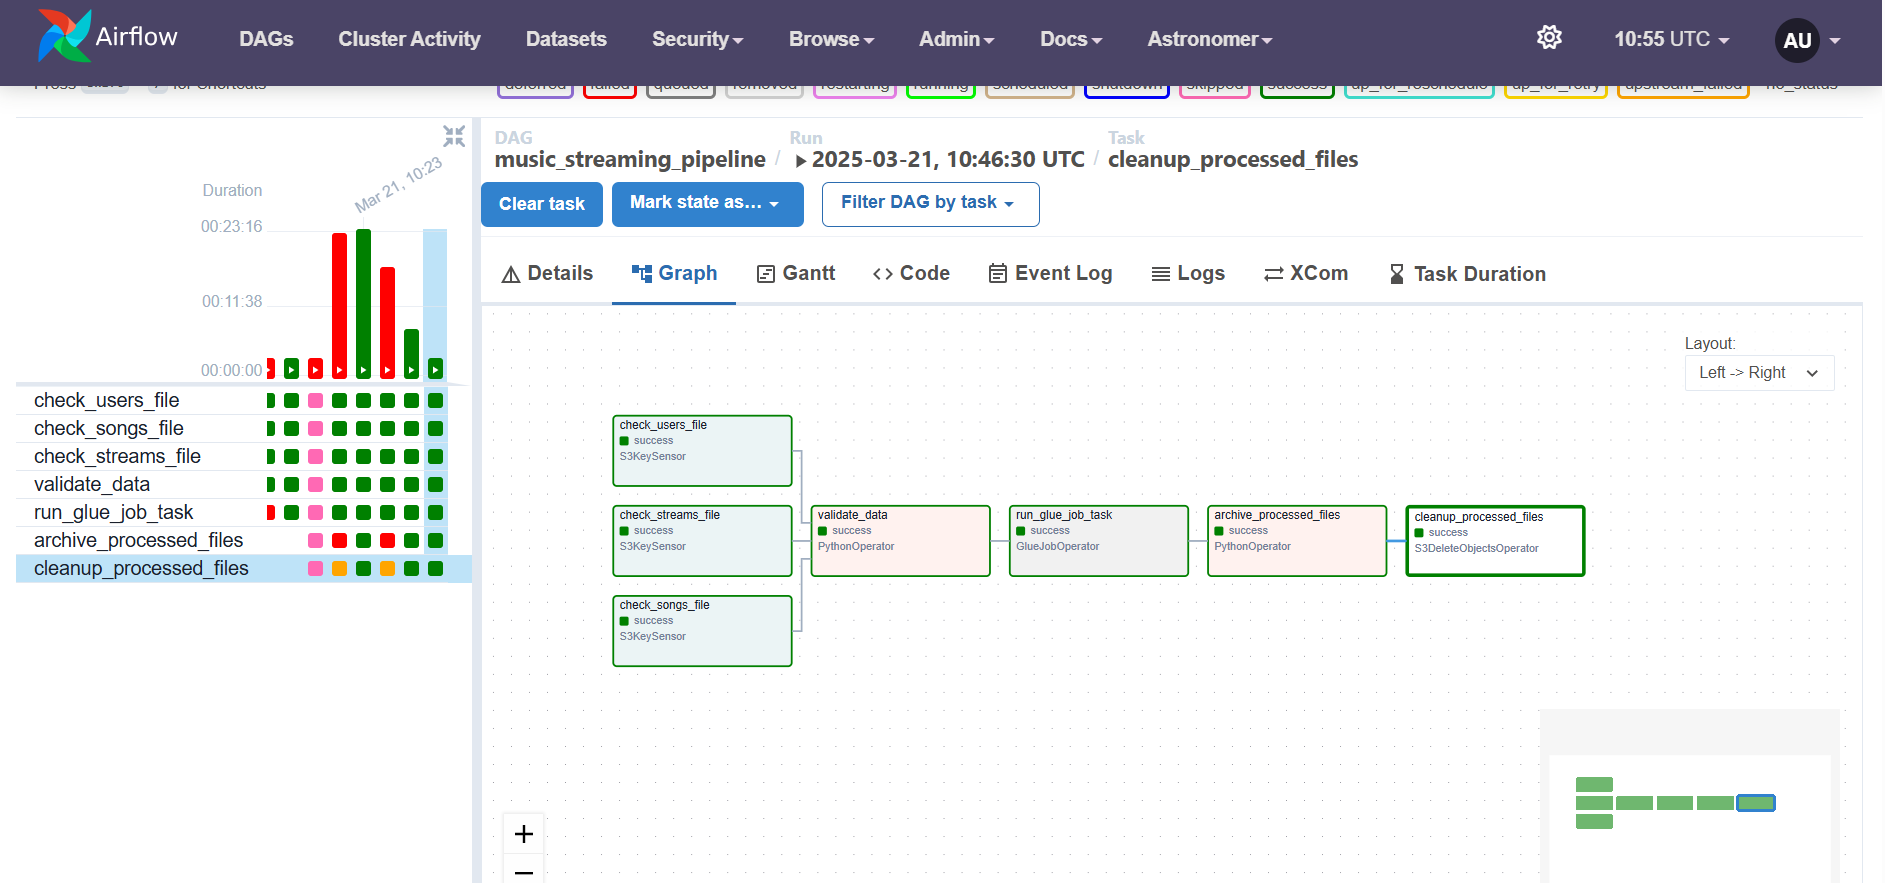 Airflow
DAGs
Cluster Activity
Datasets
Security
Browse
Admin
Docs
Astronomer
10:55 UTC
AU
Press
for Shortcuts
deferred
failed
queued
removed
restarting
running
scheduled
shutdown
skipped
success
up_for_reschedule
up_for_retry
upstream_failed
no_status
DAG
music_streaming_pipeline
/
Run
2025-03-21, 10:46:30 UTC
/
Task
cleanup_processed_files
Clear task
Mark state as...
Filter DAG by task
Details
Graph
Gantt
Code
Event Log
Logs
XCom
Task Duration
Duration
Mar 21, 10:23
00:23:16
00:11:38
00:00:00
check_users_file
check_songs_file
check_streams_file
validate_data
run_glue_job_task
archive_processed_files
cleanup_processed_files
Layout:
Left -> Right
check_users_file
success
S3KeySensor
check_streams_file
success
S3KeySensor
check_songs_file
success
S3KeySensor
validate_data
success
PythonOperator
run_glue_job_task
success
GlueJobOperator
archive_processed_files
success
PythonOperator
cleanup_processed_files
success
S3DeleteObjectsOperator